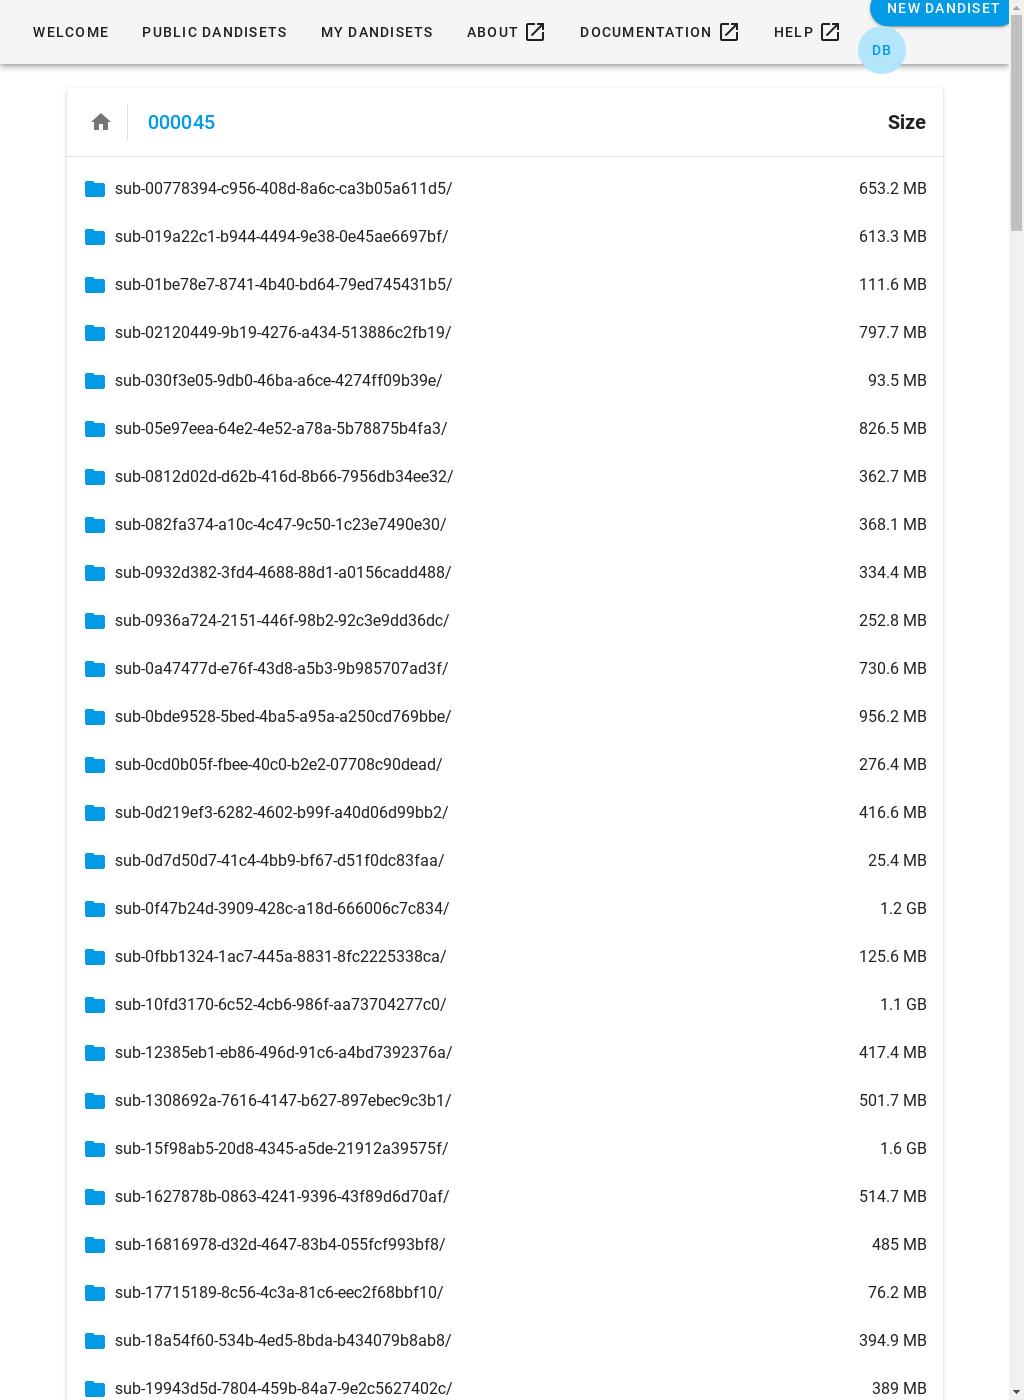 WELCOME PUBLIC DANDISETS MY DANDISETS ABOUT DOCUMENTATION HELP NEW DANDISET
DB
000045 Size
sub-00778394-c956-408d-8a6c-ca3b05a611d5/ 653.2 MB
sub-019a22c1-b944-4494-9e38-0e45ae6697bf/ 613.3 MB
sub-01be78e7-8741-4b40-bd64-79ed745431b5/ 111.6 MB
sub-02120449-9b19-4276-a434-513886c2fb19/ 797.7 MB
sub-030f3e05-9db0-46ba-a6ce-4274ff09b39e/ 93.5 MB
sub-05e97eea-64e2-4e52-a78a-5b78875b4fa3/ 826.5 MB
sub-0812d02d-d62b-416d-8b66-7956db34ee32/ 362.7 MB
sub-082fa374-a10c-4c47-9c50-1c23e7490e30/ 368.1 MB
sub-0932d382-3fd4-4688-88d1-a0156cadd488/ 334.4 MB
sub-0936a724-2151-446f-98b2-92c3e9dd36dc/ 252.8 MB
sub-0a47477d-e76f-43d8-a5b3-9b985707ad3f/ 730.6 MB
sub-0bde9528-5bed-4ba5-a95a-a250cd769bbe/ 956.2 MB
sub-0cd0b05f-fbee-40c0-b2e2-07708c90dead/ 276.4 MB
sub-0d219ef3-6282-4602-b99f-a40d06d99bb2/ 416.6 MB
sub-0d7d50d7-41c4-4bb9-bf67-d51f0dc83faa/ 25.4 MB
sub-0f47b24d-3909-428c-a18d-666006c7c834/ 1.2 GB
sub-0fbb1324-1ac7-445a-8831-8fc2225338ca/ 125.6 MB
sub-10fd3170-6c52-4cb6-986f-aa73704277c0/ 1.1 GB
sub-12385eb1-eb86-496d-91c6-a4bd7392376a/ 417.4 MB
sub-1308692a-7616-4147-b627-897ebec9c3b1/ 501.7 MB
sub-15f98ab5-20d8-4345-a5de-21912a39575f/ 1.6 GB
sub-1627878b-0863-4241-9396-43f89d6d70af/ 514.7 MB
sub-16816978-d32d-4647-83b4-055fcf993bf8/ 485 MB
sub-17715189-8c56-4c3a-81c6-eec2f68bbf10/ 76.2 MB
sub-18a54f60-534b-4ed5-8bda-b434079b8ab8/ 394.9 MB
sub-19943d5d-7804-459b-84a7-9e2c5627402c/ 389 MB